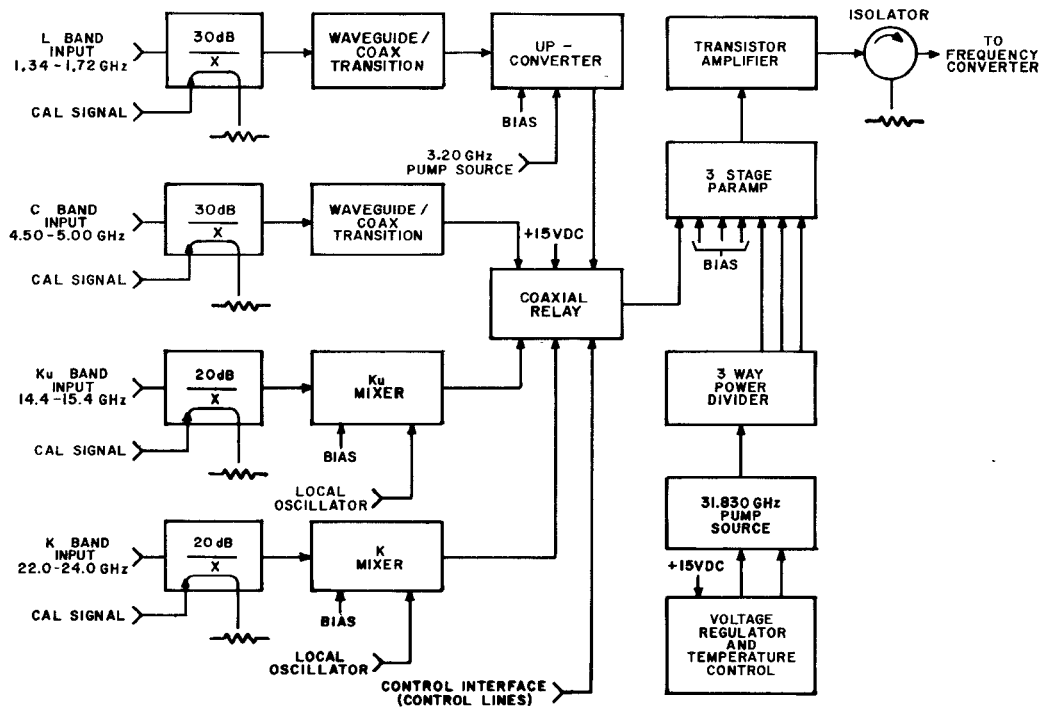 L BAND
INPUT
1.34-1.72 GHz
CAL SIGNAL
30dB
X
WAVEGUIDE/
COAX
TRANSITION
UP-
CONVERTER
BIAS
3.20 GHz
PUMP SOURCE
TRANSISTOR
AMPLIFIER
ISOLATOR
TO
FREQUENCY
CONVERTER
C BAND
INPUT
4.50-5.00 GHz
CAL SIGNAL
30dB
X
WAVEGUIDE/
COAX
TRANSITION
+15VDC
COAXIAL
RELAY
3 STAGE
PARAMP
BIAS
Ku BAND
INPUT
14.4-15.4 GHz
CAL SIGNAL
20dB
X
Ku
MIXER
BIAS
LOCAL
OSCILLATOR
3 WAY
POWER
DIVIDER
K BAND
INPUT
22.0-24.0 GHz
CAL SIGNAL
20dB
X
K
MIXER
BIAS
LOCAL
OSCILLATOR
CONTROL INTERFACE
(CONTROL LINES)
31.830 GHz
PUMP
SOURCE
+15VDC
VOLTAGE
REGULATOR
AND
TEMPERATURE
CONTROL